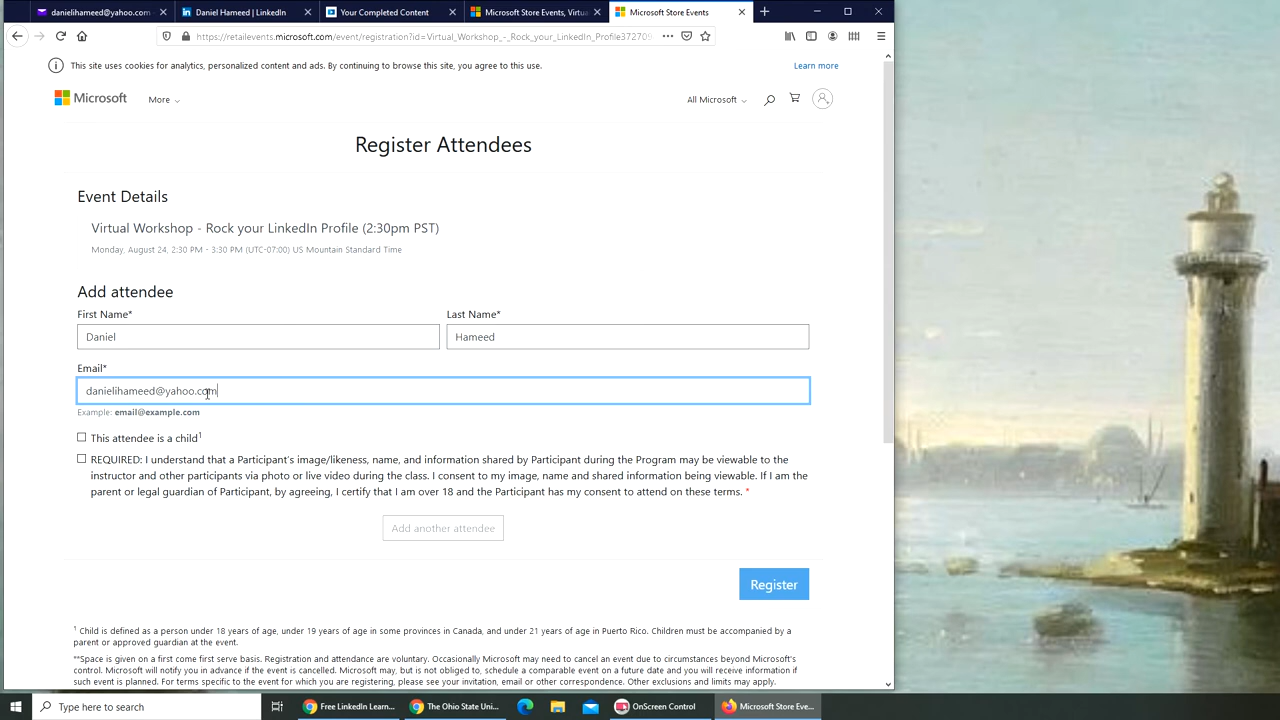 danielihameed@yahoo.com
Daniel Hameed | LinkedIn
Your Completed Content
Microsoft Store Events, Virtua
Microsoft Store Events
https://retailevents.microsoft.com/event/registration?id=Virtual_Workshop_-_Rock_your_LinkedIn_Profile372709
This site uses cookies for analytics, personalized content and ads. By continuing to browse this site, you agree to this use.
Learn more
Microsoft
More
All Microsoft
Register Attendees
Event Details
Virtual Workshop - Rock your LinkedIn Profile (2:30pm PST)
Monday, August 24, 2:30 PM - 3:30 PM (UTC-07:00) US Mountain Standard Time
Add attendee
First Name*
Last Name*
Daniel
Hameed
Email*
danielihameed@yahoo.com
Example: email@example.com
This attendee is a child1
REQUIRED: I understand that a Participant's image/likeness, name, and information shared by Participant during the Program may be viewable to the
instructor and other participants via photo or live video during the class. I consent to my image, name and shared information being viewable. If I am the
parent or legal guardian of Participant, by agreeing, I certify that I am over 18 and the Participant has my consent to attend on these terms. *
Add another attendee
Register
1 Child is defined as a person under 18 years of age, under 19 years of age in some provinces in Canada, and under 21 years of age in Puerto Rico. Children must be accompanied by a
parent or approved guardian at the event.
**Space is given on a first come first serve basis. Registration and attendance are voluntary. Occasionally Microsoft may need to cancel an event due to circumstances beyond Microsoft's
control. Microsoft will notify you in advance if the event is cancelled. Microsoft may, but is not obliged to, schedule a comparable event on a future date and you will receive information if
such event is planned. For terms specific to the event for which you are registering, please see your invitation, email or other correspondence. Other exclusions and limits may apply.
Type here to search
Free LinkedIn Learn...
The Ohio State Uni...
OnScreen Control
Microsoft Store Eve...